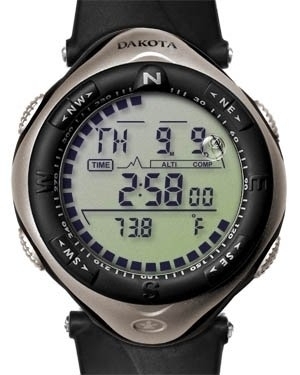 DAKOTA
N
◄NW► ◄NE►
TH 9 9
M D
TIME ALTI COMP
W E
2:58 00
73.8 °F
◄SW► ◄SE►
S